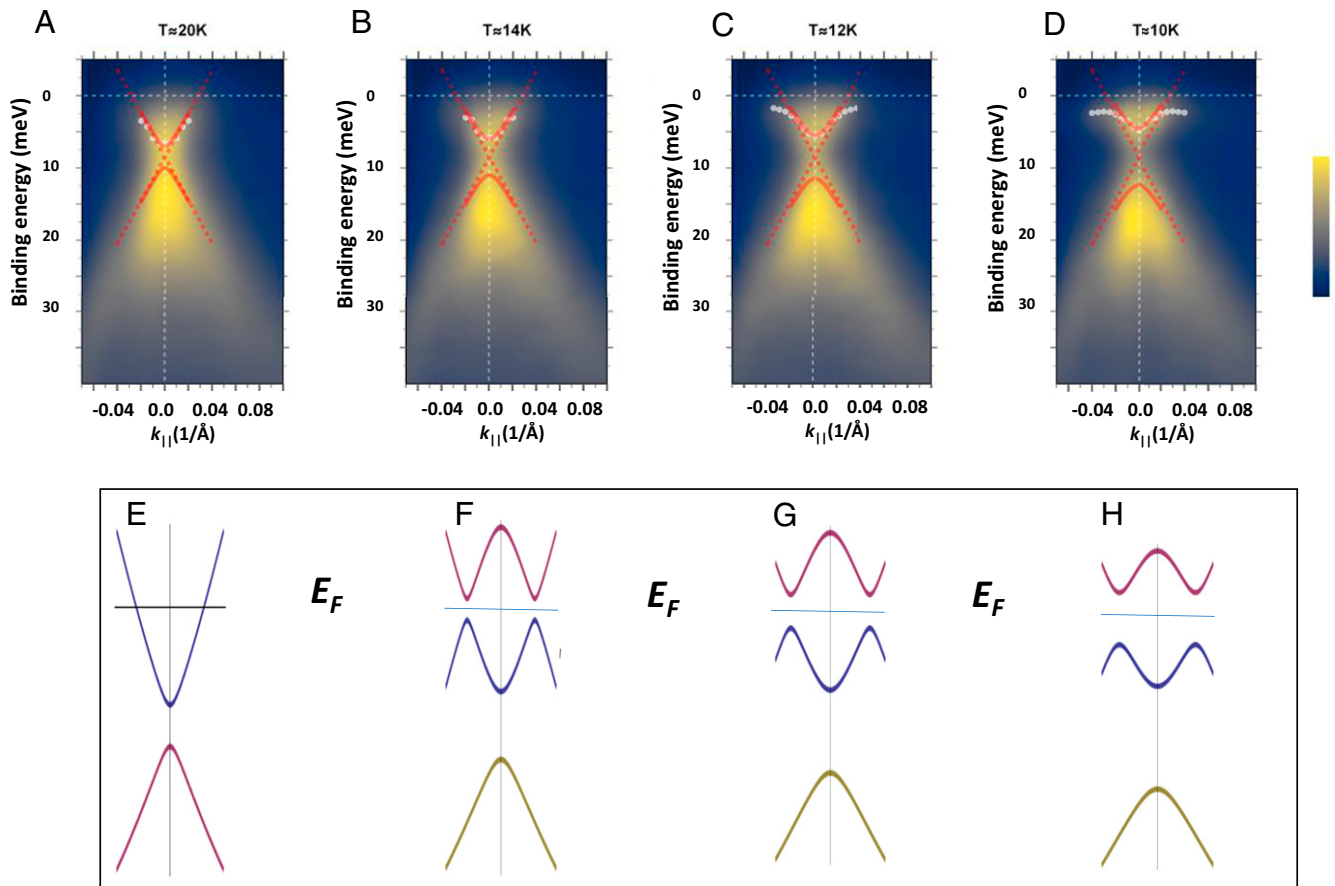 A
T≈20K
Binding energy (meV)
0
10
20
30
-0.04 0.0 0.04 0.08
k||(1/Å)
B
T≈14K
Binding energy (meV)
0
10
20
30
-0.04 0.0 0.04 0.08
k||(1/Å)
C
T≈12K
Binding energy (meV)
0
10
20
30
-0.04 0.0 0.04 0.08
k||(1/Å)
D
T≈10K
Binding energy (meV)
0
10
20
30
-0.04 0.0 0.04 0.08
k||(1/Å)
E
EF
F
EF
G
EF
H